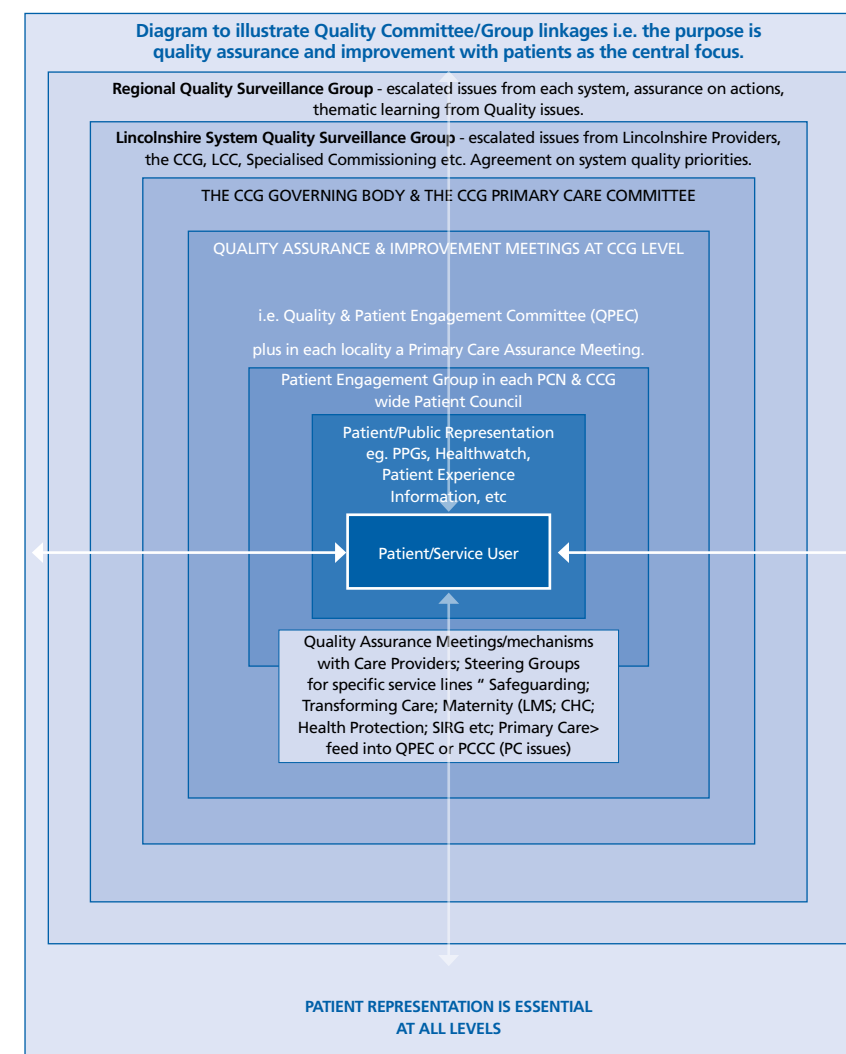 Diagram to illustrate Quality Committee/Group linkages i.e. the purpose is
quality assurance and improvement with patients as the central focus.
Regional Quality Surveillance Group - escalated issues from each system, assurance on actions,
thematic learning from Quality issues.
Lincolnshire System Quality Surveillance Group - escalated issues from Lincolnshire Providers,
the CCG, LCC, Specialised Commissioning etc. Agreement on system quality priorities.
THE CCG GOVERNING BODY & THE CCG PRIMARY CARE COMMITTEE
QUALITY ASSURANCE & IMPROVEMENT MEETINGS AT CCG LEVEL
i.e. Quality & Patient Engagement Committee (QPEC)
plus in each locality a Primary Care Assurance Meeting.
Patient Engagement Group in each PCN & CCG
wide Patient Council
Patient/Public Representation
eg. PPGs, Healthwatch,
Patient Experience
Information, etc
Patient/Service User
Quality Assurance Meetings/mechanisms
with Care Providers; Steering Groups
for specific service lines “ Safeguarding;
Transforming Care; Maternity (LMS; CHC;
Health Protection; SIRG etc; Primary Care>
feed into QPEC or PCCC (PC issues)
PATIENT REPRESENTATION IS ESSENTIAL
AT ALL LEVELS